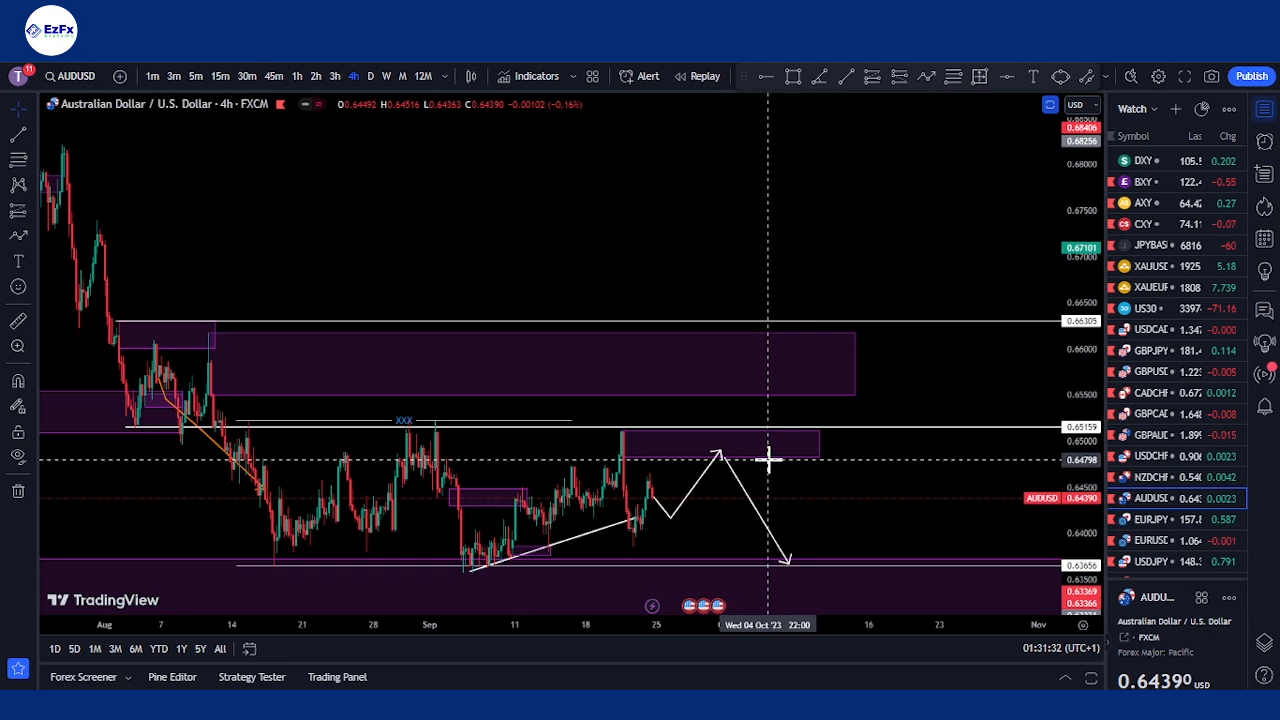 EzFx
T 11 AUDUSD 1m 3m 5m 15m 30m 45m 1h 2h 3h 4h D W M 12M Indicators Alert Replay Publish
Australian Dollar / U.S. Dollar · 4h · FXCM O0.64492 H0.64516 L0.64363 C0.64390 −0.00102 (−0.16%) USD
0.68406
0.68256
0.68000
0.67500
0.67101
0.67000
0.66500
0.66305
0.66000
0.65500
0.65159
0.65000
0.64798
0.64500
AUDUSD 0.64390
0.64000
0.63656
0.63500
0.63369
0.63366
XXX
TradingView
Aug 7 14 21 28 Sep 11 18 25 Wed 04 Oct '23 22:00 16 23 Nov
1D 5D 1M 3M 6M YTD 1Y 5Y All 01:31:32 (UTC+1)
Forex Screener Pine Editor Strategy Tester Trading Panel
Watch
Symbol Las Chg
DXY 105.5 0.202
BXY 122.4 −0.55
AXY 64.42 0.27
CXY 74.11 −0.07
JPYBAS 6816 −60
XAUUSD 1925 5.18
XAUEUR 1808. 7.739
US30 3397 −71.16
USDCAD 1.347 −0.000
GBPJPY 181.4 0.114
GBPUSD 1.223 −0.005
CADCHF 0.672 0.0012
GBPCAD 1.648 −0.008
GBPAUD 1.899 −0.015
USDCHF 0.906 0.0023
NZDCHF 0.540 0.0042
AUDUSD 0.643 0.0023
EURJPY 157.8 0.587
EURUSD 1.064 −0.001
USDJPY 148.3 0.791
AUDU...
Australian Dollar / U.S. Dollar
FXCM
Forex Major: Pacific
0.64390 USD